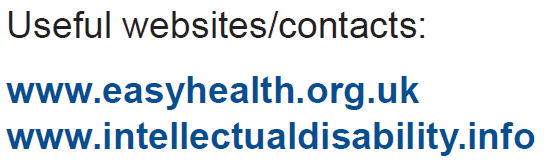 Useful websites/contacts:
www.easyhealth.org.uk
www.intellectualdisability.info